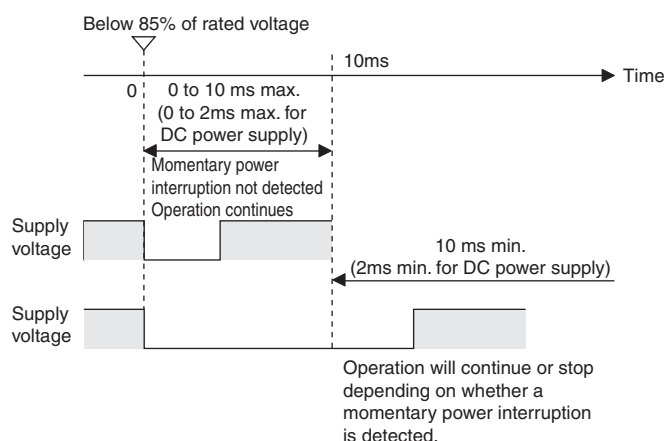 Below 85% of rated voltage
10ms
Time
0
0 to 10 ms max.
(0 to 2ms max. for
DC power supply)
Momentary power
interruption not detected
Operation continues
Supply
voltage
10 ms min.
(2ms min. for DC power supply)
Supply
voltage
Operation will continue or stop
depending on whether a
momentary power interruption
is detected.